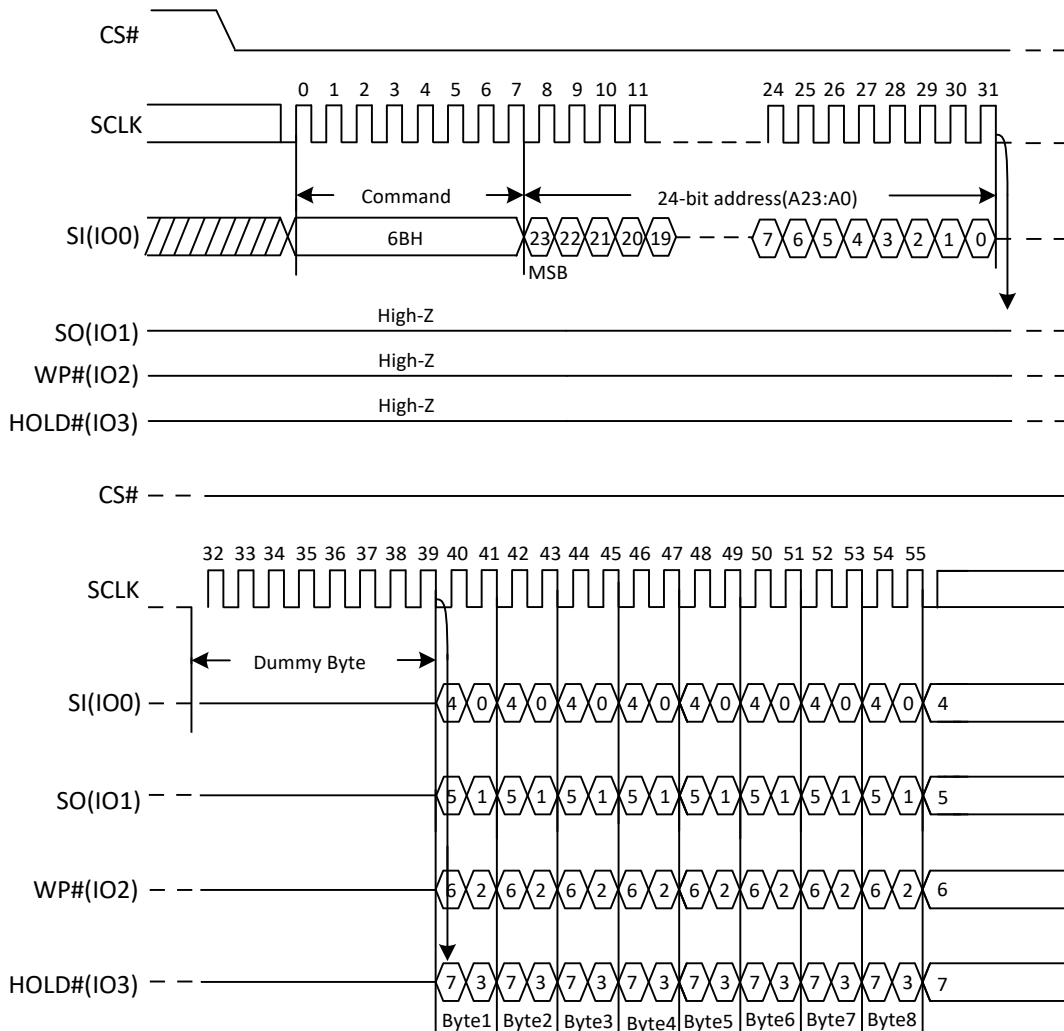 CS#
0 1 2 3 4 5 6 7 8 9 10 11 24 25 26 27 28 29 30 31
SCLK
Command 24-bit address(A23:A0)
SI(IO0) 6BH 23 22 21 20 19 7 6 5 4 3 2 1 0
MSB
High-Z
SO(IO1)
High-Z
WP#(IO2)
High-Z
HOLD#(IO3)
CS#
32 33 34 35 36 37 38 39 40 41 42 43 44 45 46 47 48 49 50 51 52 53 54 55
SCLK
Dummy Byte
SI(IO0) 4 0 4 0 4 0 4 0 4 0 4 0 4 0 4 0 4
SO(IO1) 5 1 5 1 5 1 5 1 5 1 5 1 5 1 5 1 5
WP#(IO2) 6 2 6 2 6 2 6 2 6 2 6 2 6 2 6 2 6
HOLD#(IO3) 7 3 7 3 7 3 7 3 7 3 7 3 7 3 7 3 7
Byte1 Byte2 Byte3 Byte4 Byte5 Byte6 Byte7 Byte8